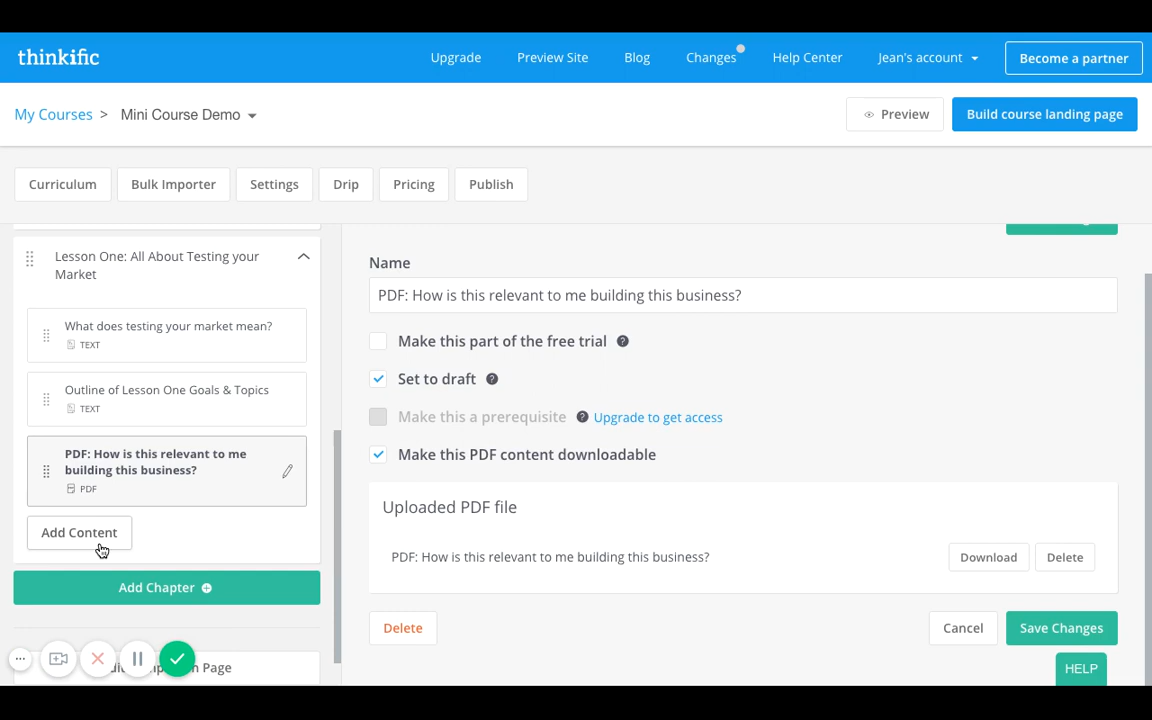 thinkific
Upgrade
Preview Site
Blog
Changes
Help Center
Jean's account
Become a partner
My Courses > Mini Course Demo
Preview
Build course landing page
Curriculum
Bulk Importer
Settings
Drip
Pricing
Publish
Lesson One: All About Testing your
Market
What does testing your market mean?
TEXT
Outline of Lesson One Goals & Topics
TEXT
PDF: How is this relevant to me
building this business?
PDF
Add Content
Add Chapter
Page
Name
PDF: How is this relevant to me building this business?
Make this part of the free trial ?
Set to draft ?
Make this a prerequisite ? Upgrade to get access
Make this PDF content downloadable
Uploaded PDF file
PDF: How is this relevant to me building this business?
Download
Delete
Delete
Cancel
Save Changes
HELP